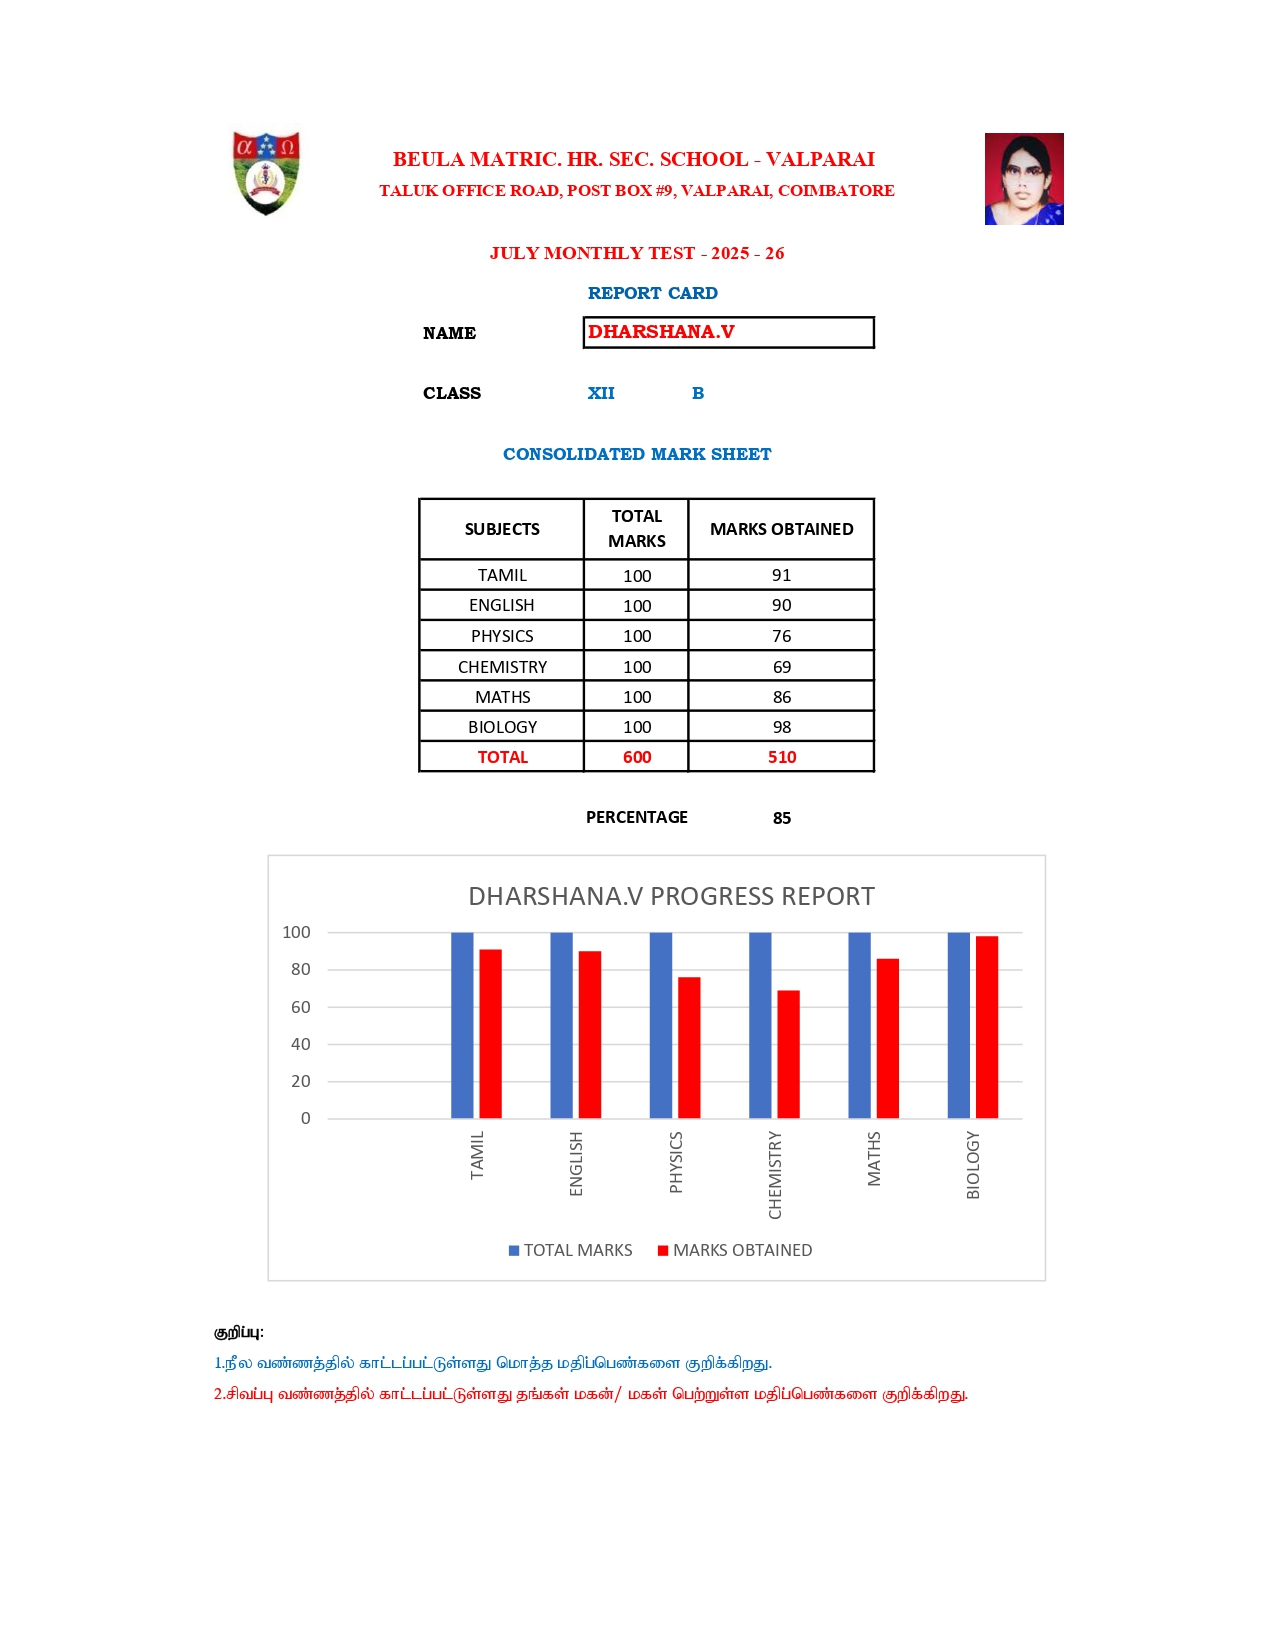 α Ω
BEULA MATRIC. HR. SEC. SCHOOL - VALPARAI
TALUK OFFICE ROAD, POST BOX #9, VALPARAI, COIMBATORE
JULY MONTHLY TEST - 2025 - 26
REPORT CARD
NAME DHARSHANA.V
CLASS XII B
CONSOLIDATED MARK SHEET
SUBJECTS TOTAL MARKS MARKS OBTAINED
TAMIL 100 91
ENGLISH 100 90
PHYSICS 100 76
CHEMISTRY 100 69
MATHS 100 86
BIOLOGY 100 98
TOTAL 600 510
PERCENTAGE 85
DHARSHANA.V PROGRESS REPORT
100
80
60
40
20
0
TAMIL ENGLISH PHYSICS CHEMISTRY MATHS BIOLOGY
TOTAL MARKS MARKS OBTAINED
குறிப்பு:
1.நீல வண்ணத்தில் காட்டப்பட்டுள்ளது மொத்த மதிப்பெண்களை குறிக்கிறது.
2.சிவப்பு வண்ணத்தில் காட்டப்பட்டுள்ளது தங்கள் மகன்/ மகள் பெற்றுள்ள மதிப்பெண்களை குறிக்கிறது.